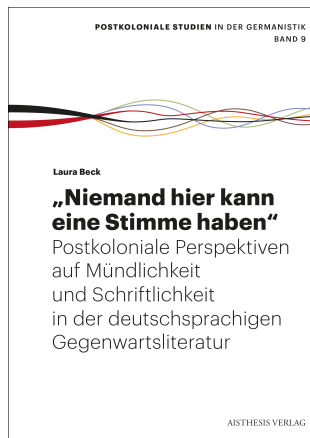 POSTKOLONIALE STUDIEN IN DER GERMANISTIK
BAND 9
Laura Beck
„Niemand hier kann
eine Stimme haben“
Postkoloniale Perspektiven
auf Mündlichkeit
und Schriftlichkeit
in der deutschsprachigen
Gegenwartsliteratur
AISTHESIS VERLAG